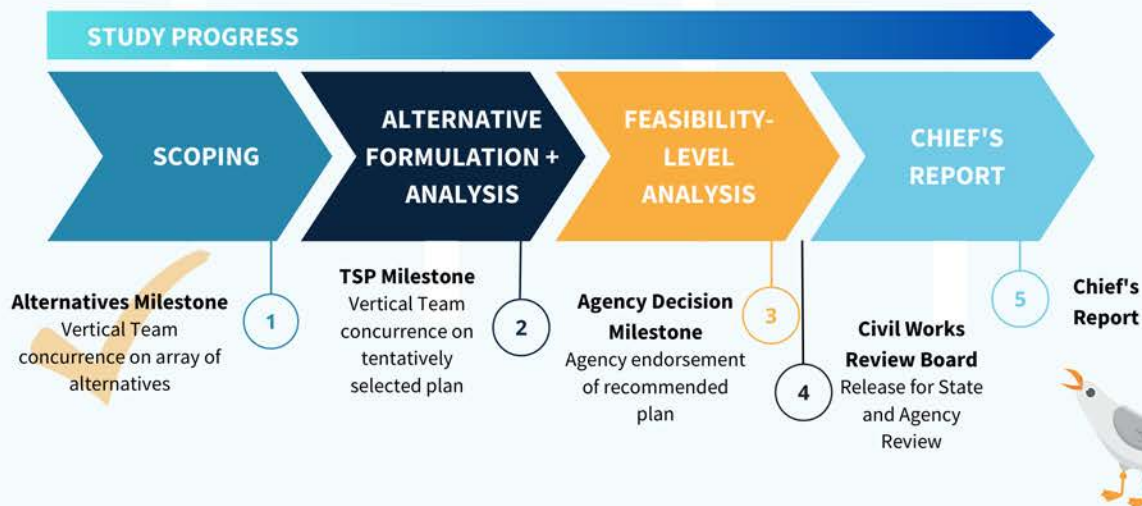 STUDY PROGRESS
SCOPING
ALTERNATIVE
FORMULATION +
ANALYSIS
FEASIBILITY-
LEVEL
ANALYSIS
CHIEF'S
REPORT
Alternatives Milestone
Vertical Team
concurrence on array of
alternatives
1
TSP Milestone
Vertical Team
concurrence on
tentatively
selected plan
2
Agency Decision
Milestone
Agency endorsement
of recommended
plan
3
4
Civil Works
Review Board
Release for State
and Agency
Review
5
Chief's
Report